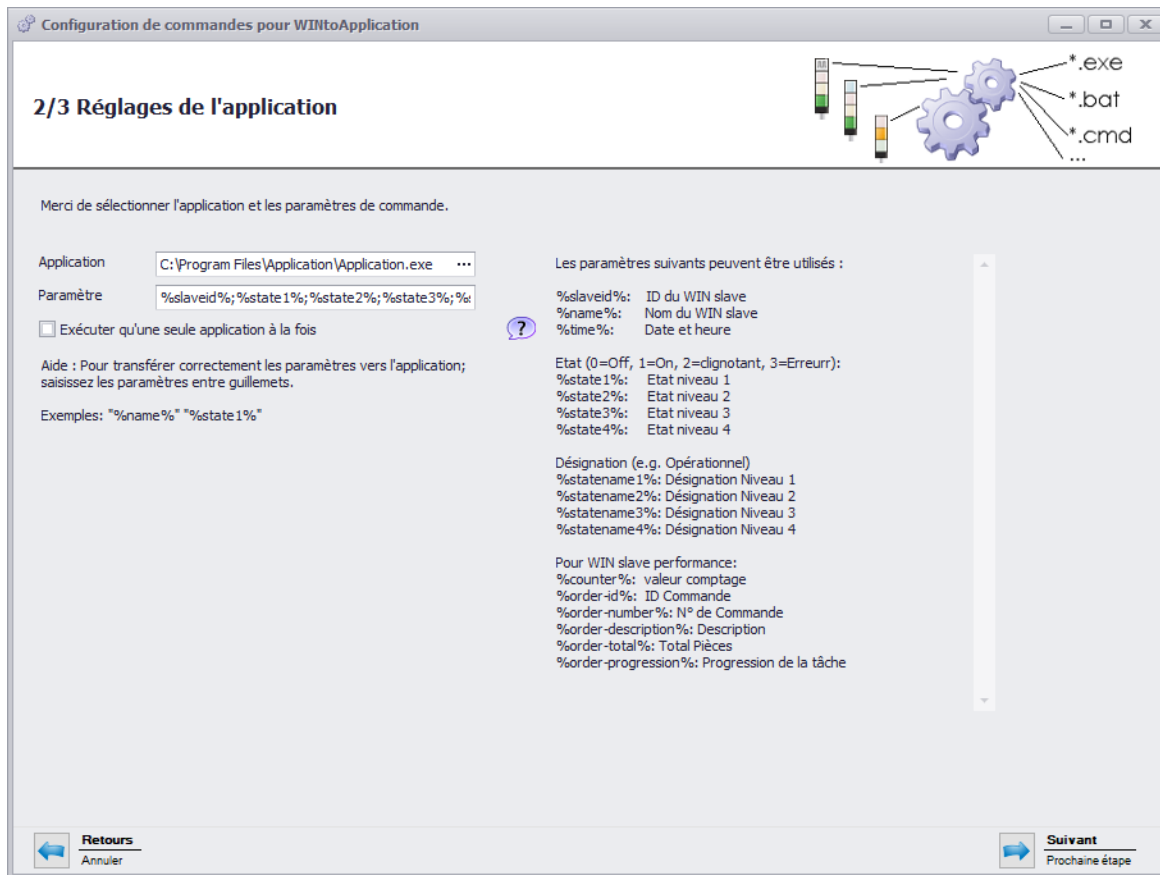 Configuration de commandes pour WINtoApplication
2/3 Réglages de l'application
*.exe
*.bat
*.cmd
...
Merci de sélectionner l'application et les paramètres de commande.
Application
C:\Program Files\Application\Application.exe ...
Paramètre
%slaveid%;%state1%;%state2%;%state3%;%s
Exécuter qu'une seule application à la fois
?
Aide : Pour transférer correctement les paramètres vers l'application;
saisissez les paramètres entre guillemets.
Exemples: "%name%" "%state1%"
Les paramètres suivants peuvent être utilisés :
%slaveid%: ID du WIN slave
%name%: Nom du WIN slave
%time%: Date et heure
Etat (0=Off, 1=On, 2=clignotant, 3=Erreurr):
%state1%: Etat niveau 1
%state2%: Etat niveau 2
%state3%: Etat niveau 3
%state4%: Etat niveau 4
Désignation (e.g. Opérationnel)
%statename1%: Désignation Niveau 1
%statename2%: Désignation Niveau 2
%statename3%: Désignation Niveau 3
%statename4%: Désignation Niveau 4
Pour WIN slave performance:
%counter%: valeur comptage
%order-id%: ID Commande
%order-number%: N° de Commande
%order-description%: Description
%order-total%: Total Pièces
%order-progression%: Progression de la tâche
Retours
Annuler
Suivant
Prochaine étape